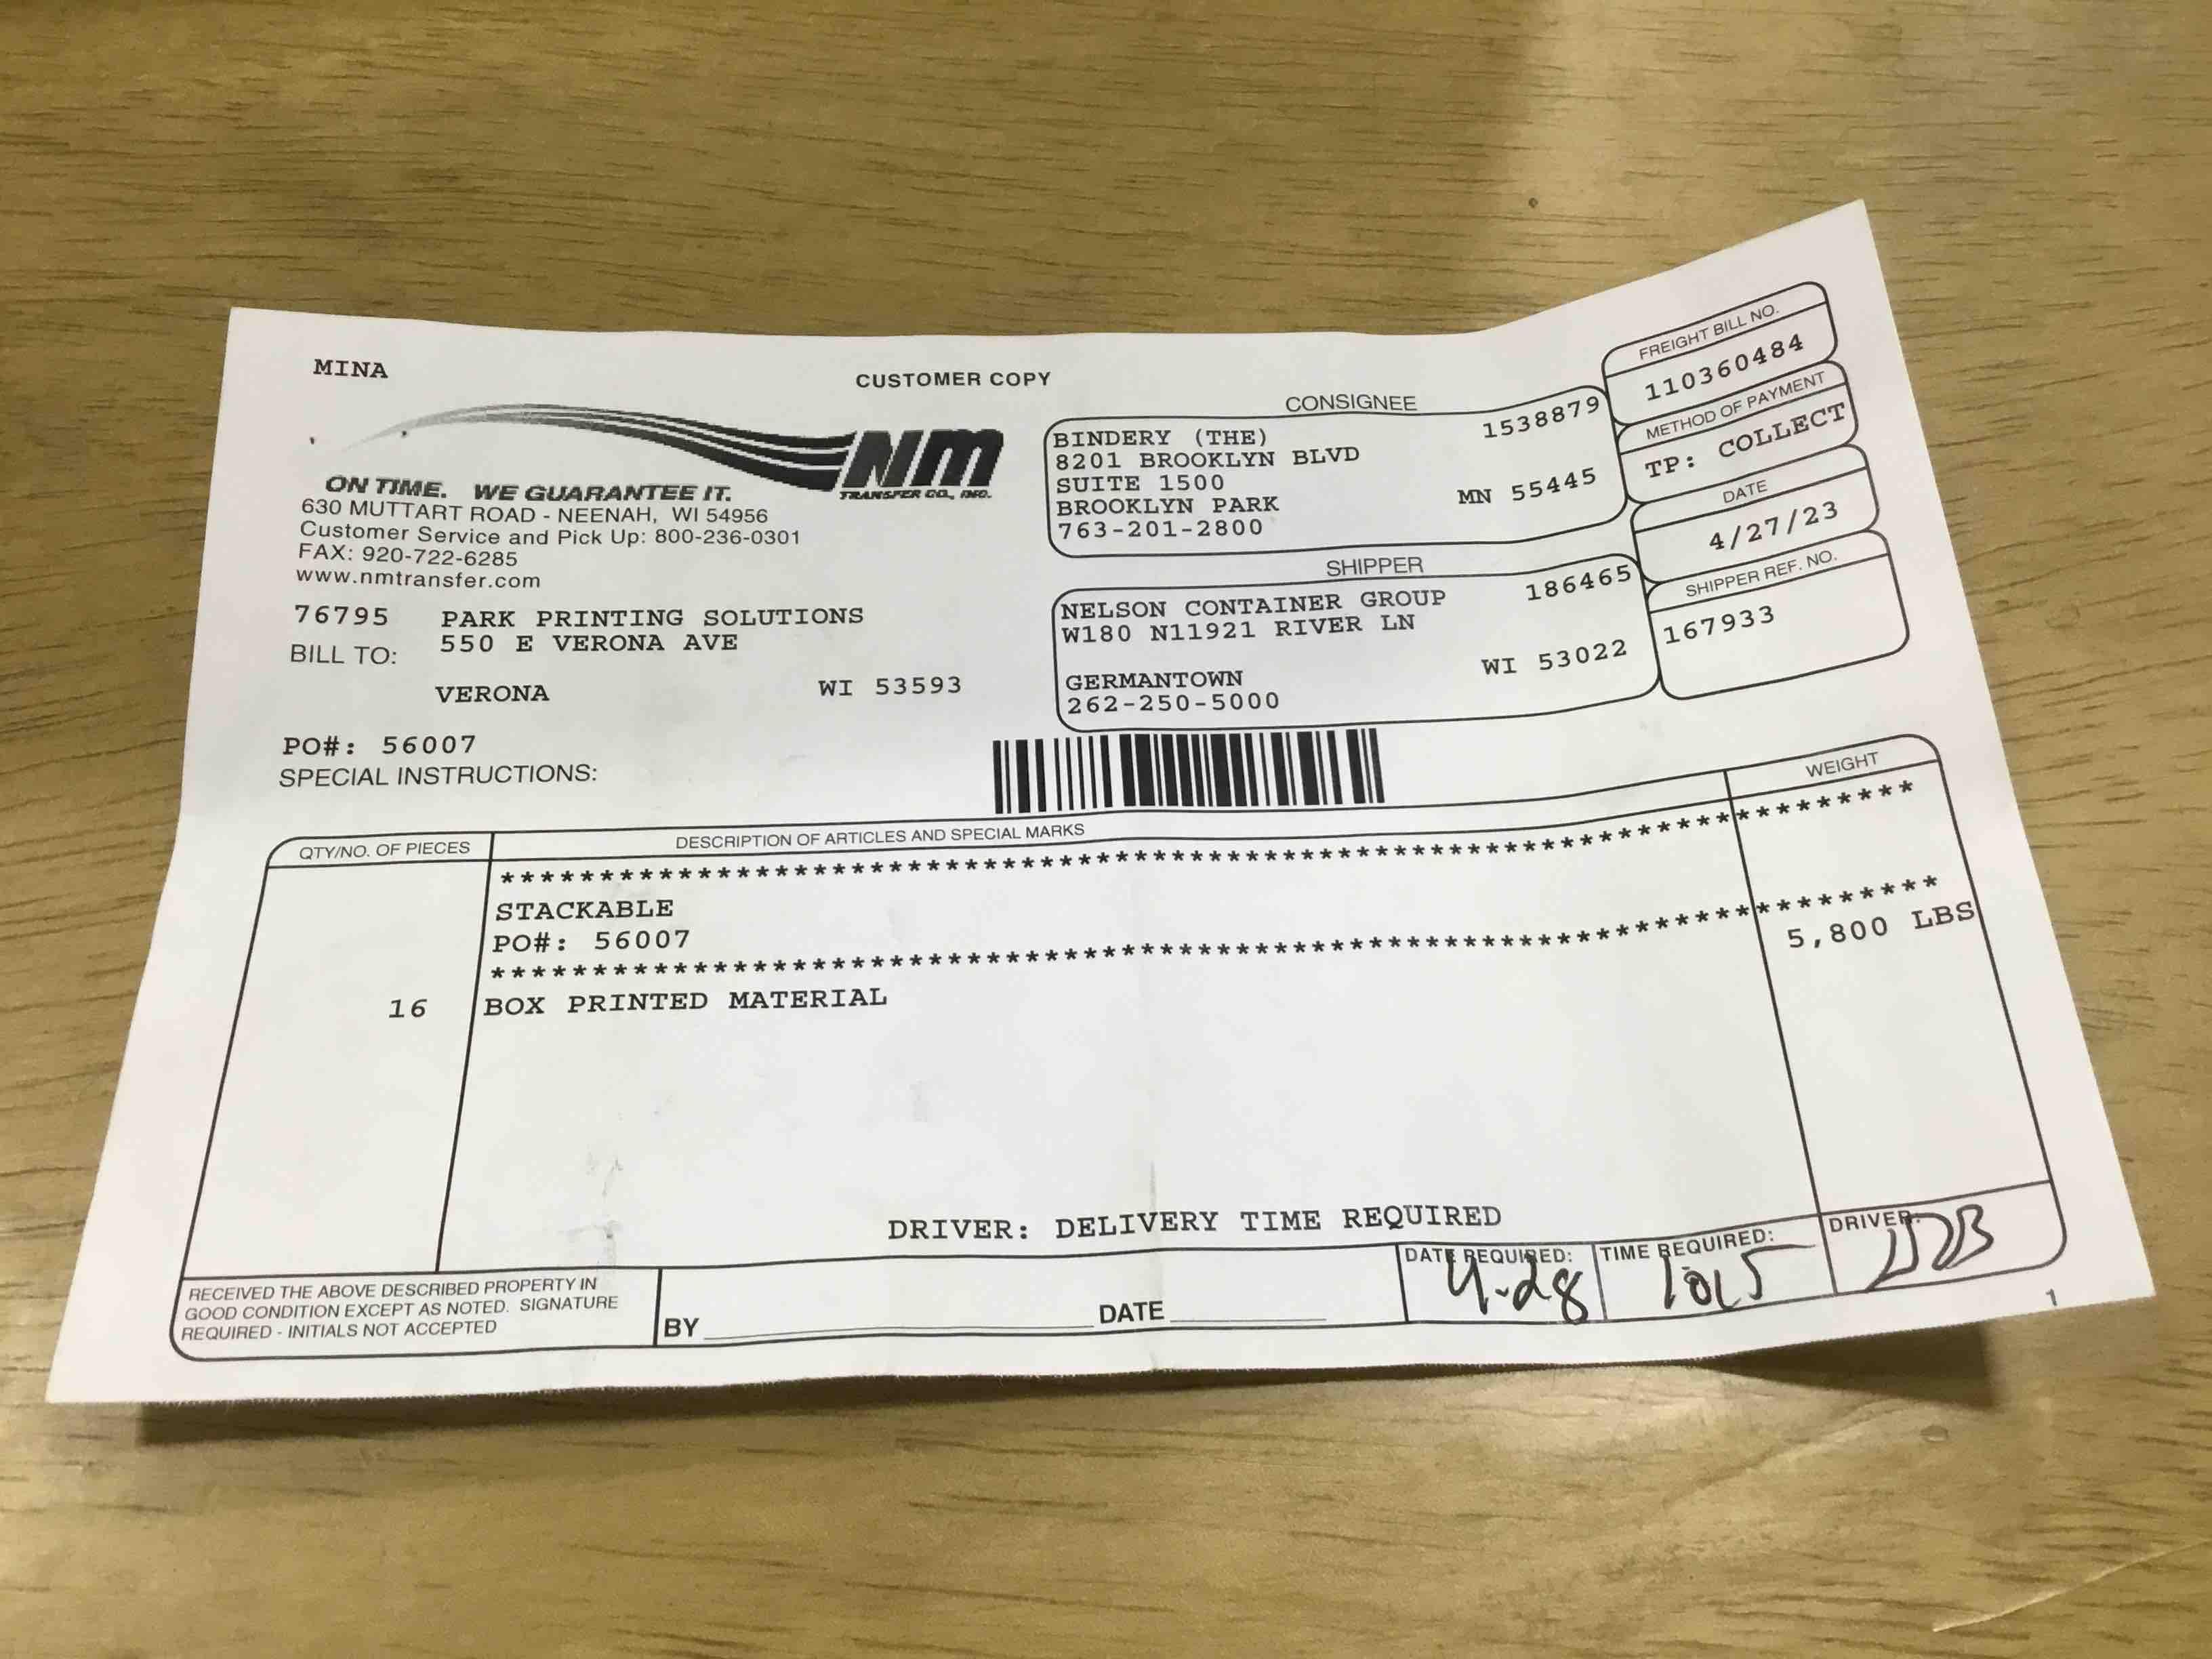 MINA
CUSTOMER COPY
NM
TRANSFER CO., INC.
ON TIME. WE GUARANTEE IT.
630 MUTTART ROAD - NEENAH, WI 54956
Customer Service and Pick Up: 800-236-0301
FAX: 920-722-6285
www.nmtransfer.com
76795 PARK PRINTING SOLUTIONS
BILL TO: 550 E VERONA AVE
VERONA WI 53593
PO#: 56007
SPECIAL INSTRUCTIONS:
CONSIGNEE
BINDERY (THE) 1538879
8201 BROOKLYN BLVD
SUITE 1500
BROOKLYN PARK MN 55445
763-201-2800
SHIPPER
NELSON CONTAINER GROUP 186465
W180 N11921 RIVER LN
GERMANTOWN WI 53022
262-250-5000
FREIGHT BILL NO.
110360484
METHOD OF PAYMENT
TP: COLLECT
DATE
4/27/23
SHIPPER REF. NO.
167933
QTY/NO. OF PIECES DESCRIPTION OF ARTICLES AND SPECIAL MARKS WEIGHT
STACKABLE
PO#: 56007
5,800 LBS
16 BOX PRINTED MATERIAL
DRIVER: DELIVERY TIME REQUIRED
RECEIVED THE ABOVE DESCRIBED PROPERTY IN
GOOD CONDITION EXCEPT AS NOTED. SIGNATURE
REQUIRED - INITIALS NOT ACCEPTED
BY DATE
DATE REQUIRED: TIME REQUIRED: DRIVER:
4-28 1015
1